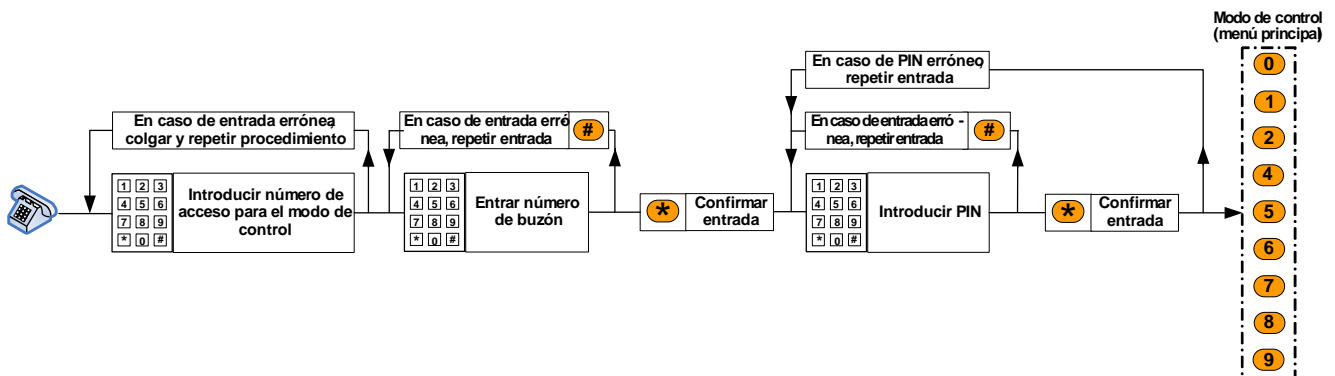 Modo de control
(menú principal)
En caso de PIN erróneo,
repetir entrada
En caso de entrada errónea,
colgar y repetir procedimiento
En caso de entrada erró
nea, repetir entrada
#
En caso de entrada erró -
nea, repetir entrada
#
1 2 3
4 5 6
7 8 9
* 0 #
Introducir número de
acceso para el modo de
control
1 2 3
4 5 6
7 8 9
* 0 #
Entrar número
de buzón
*
Confirmar
entrada
1 2 3
4 5 6
7 8 9
* 0 #
Introducir PIN
*
Confirmar
entrada
0
1
2
4
5
6
7
8
9